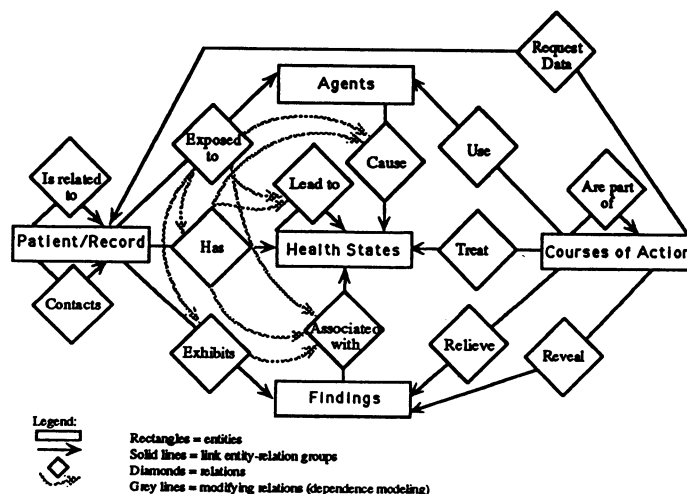 Request
Data
Agents
Exposed
to
Cause
Use
Is related
to
Lead to
Are part
of
Patient/Record
Has
Health States
Treat
Courses of Action
Contacts
Associated
with
Exhibits
Relieve
Reveal
Findings
Legend:
Rectangles = entities
Solid lines = link entity-relation groups
Diamonds = relations
Grey lines = modifying relations (dependence modeling)